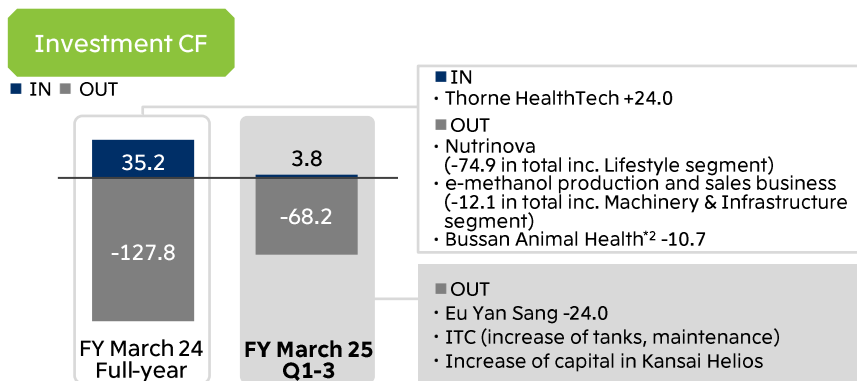 Investment CF
■ IN ■ OUT
35.2
-127.8
FY March 24
Full-year
3.8
-68.2
FY March 25
Q1-3
■IN
・Thorne HealthTech +24.0
■OUT
・Nutrinova
(-74.9 in total inc. Lifestyle segment)
・e-methanol production and sales business
(-12.1 in total inc. Machinery & Infrastructure
segment)
・Bussan Animal Health*2 -10.7
■OUT
・Eu Yan Sang -24.0
・ITC (increase of tanks, maintenance)
・Increase of capital in Kansai Helios